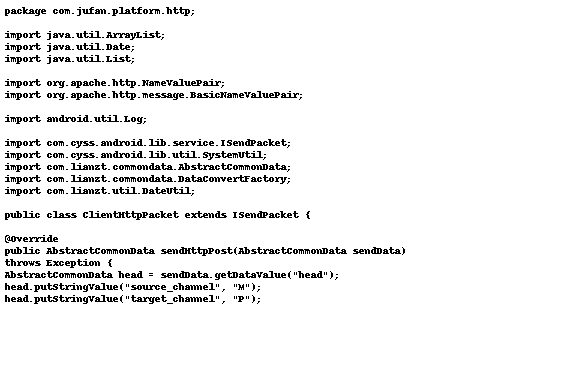 package com.jufan.platform.http;
import java.util.ArrayList;
import java.util.Date;
import java.util.List;
import org.apache.http.NameValuePair;
import org.apache.http.message.BasicNameValuePair;
import android.util.Log;
import com.cyss.android.lib.service.ISendPacket;
import com.cyss.android.lib.util.SystemUtil;
import com.lianzt.commondata.AbstractCommonData;
import com.lianzt.commondata.DataConvertFactory;
import com.lianzt.util.DateUtil;
public class ClientHttpPacket extends ISendPacket {
@Override
public AbstractCommonData sendHttpPost(AbstractCommonData sendData)
throws Exception {
AbstractCommonData head = sendData.getDataValue("head");
head.putStringValue("source_channel", "M");
head.putStringValue("target_channel", "P");